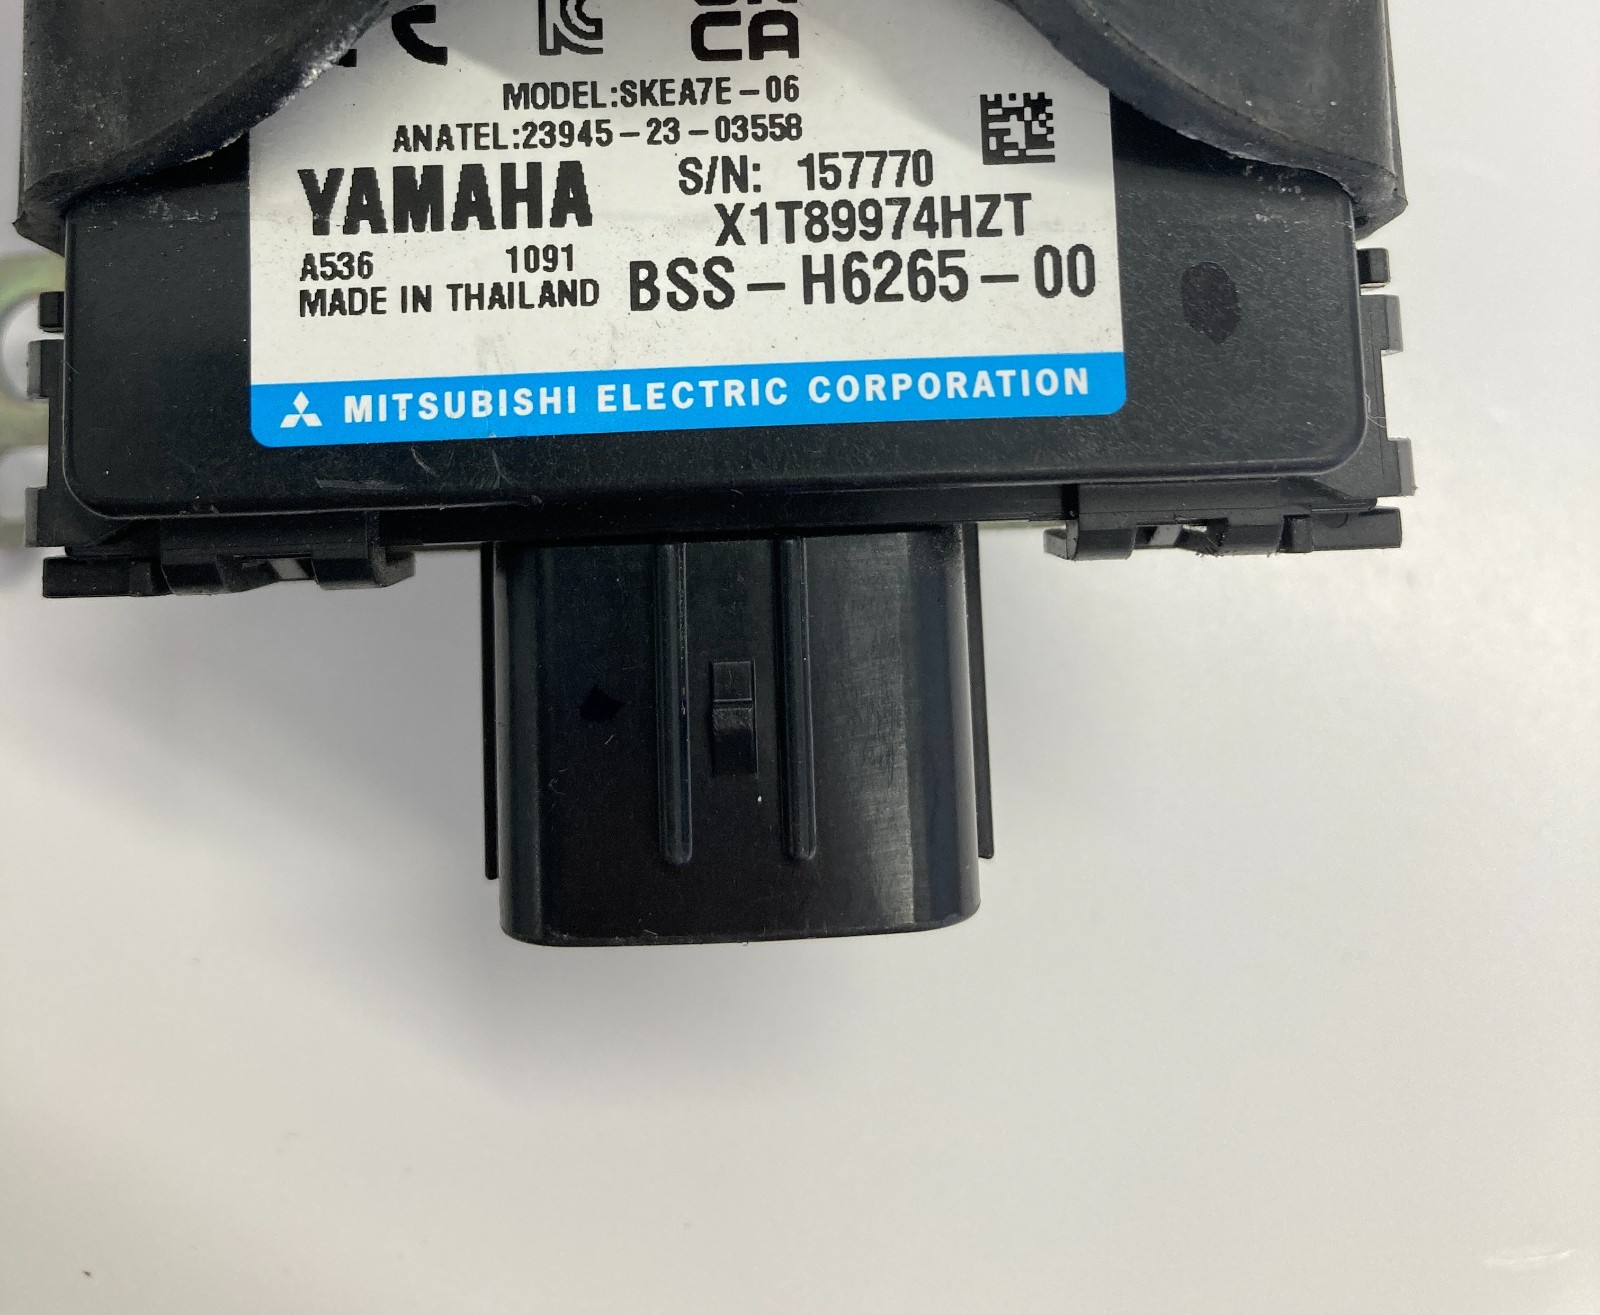 CA
MODEL:SKEA7E-06
ANATEL:23945-23-03558
YAMAHA
S/N: 157770
X1T89974HZT
A536 1091
BSS-H6265-00
MADE IN THAILAND
MITSUBISHI ELECTRIC CORPORATION